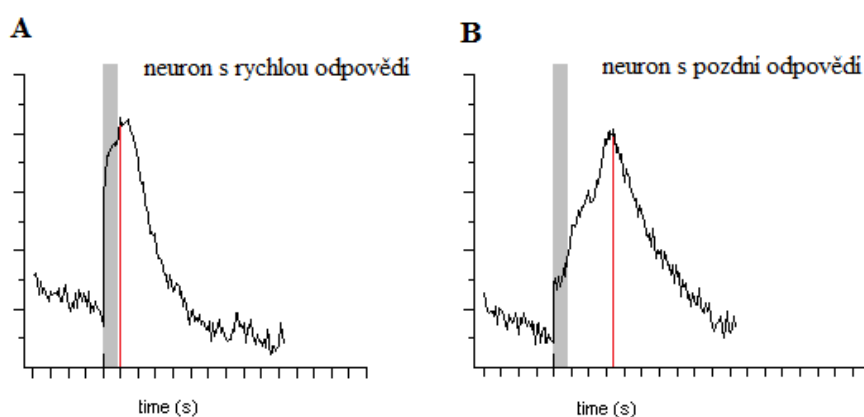 A
neuron s rychlou odpovědí
time (s)
B
neuron s pozdní odpovědí
time (s)